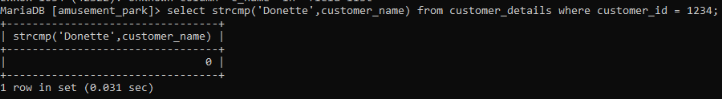 MariaDB [amusement_park]> select strcmp('Donette',customer_name) from customer_details where customer_id = 1234;
+---------------------------------+
| strcmp('Donette',customer_name) |
+---------------------------------+
|                               0 |
+---------------------------------+
1 row in set (0.031 sec)